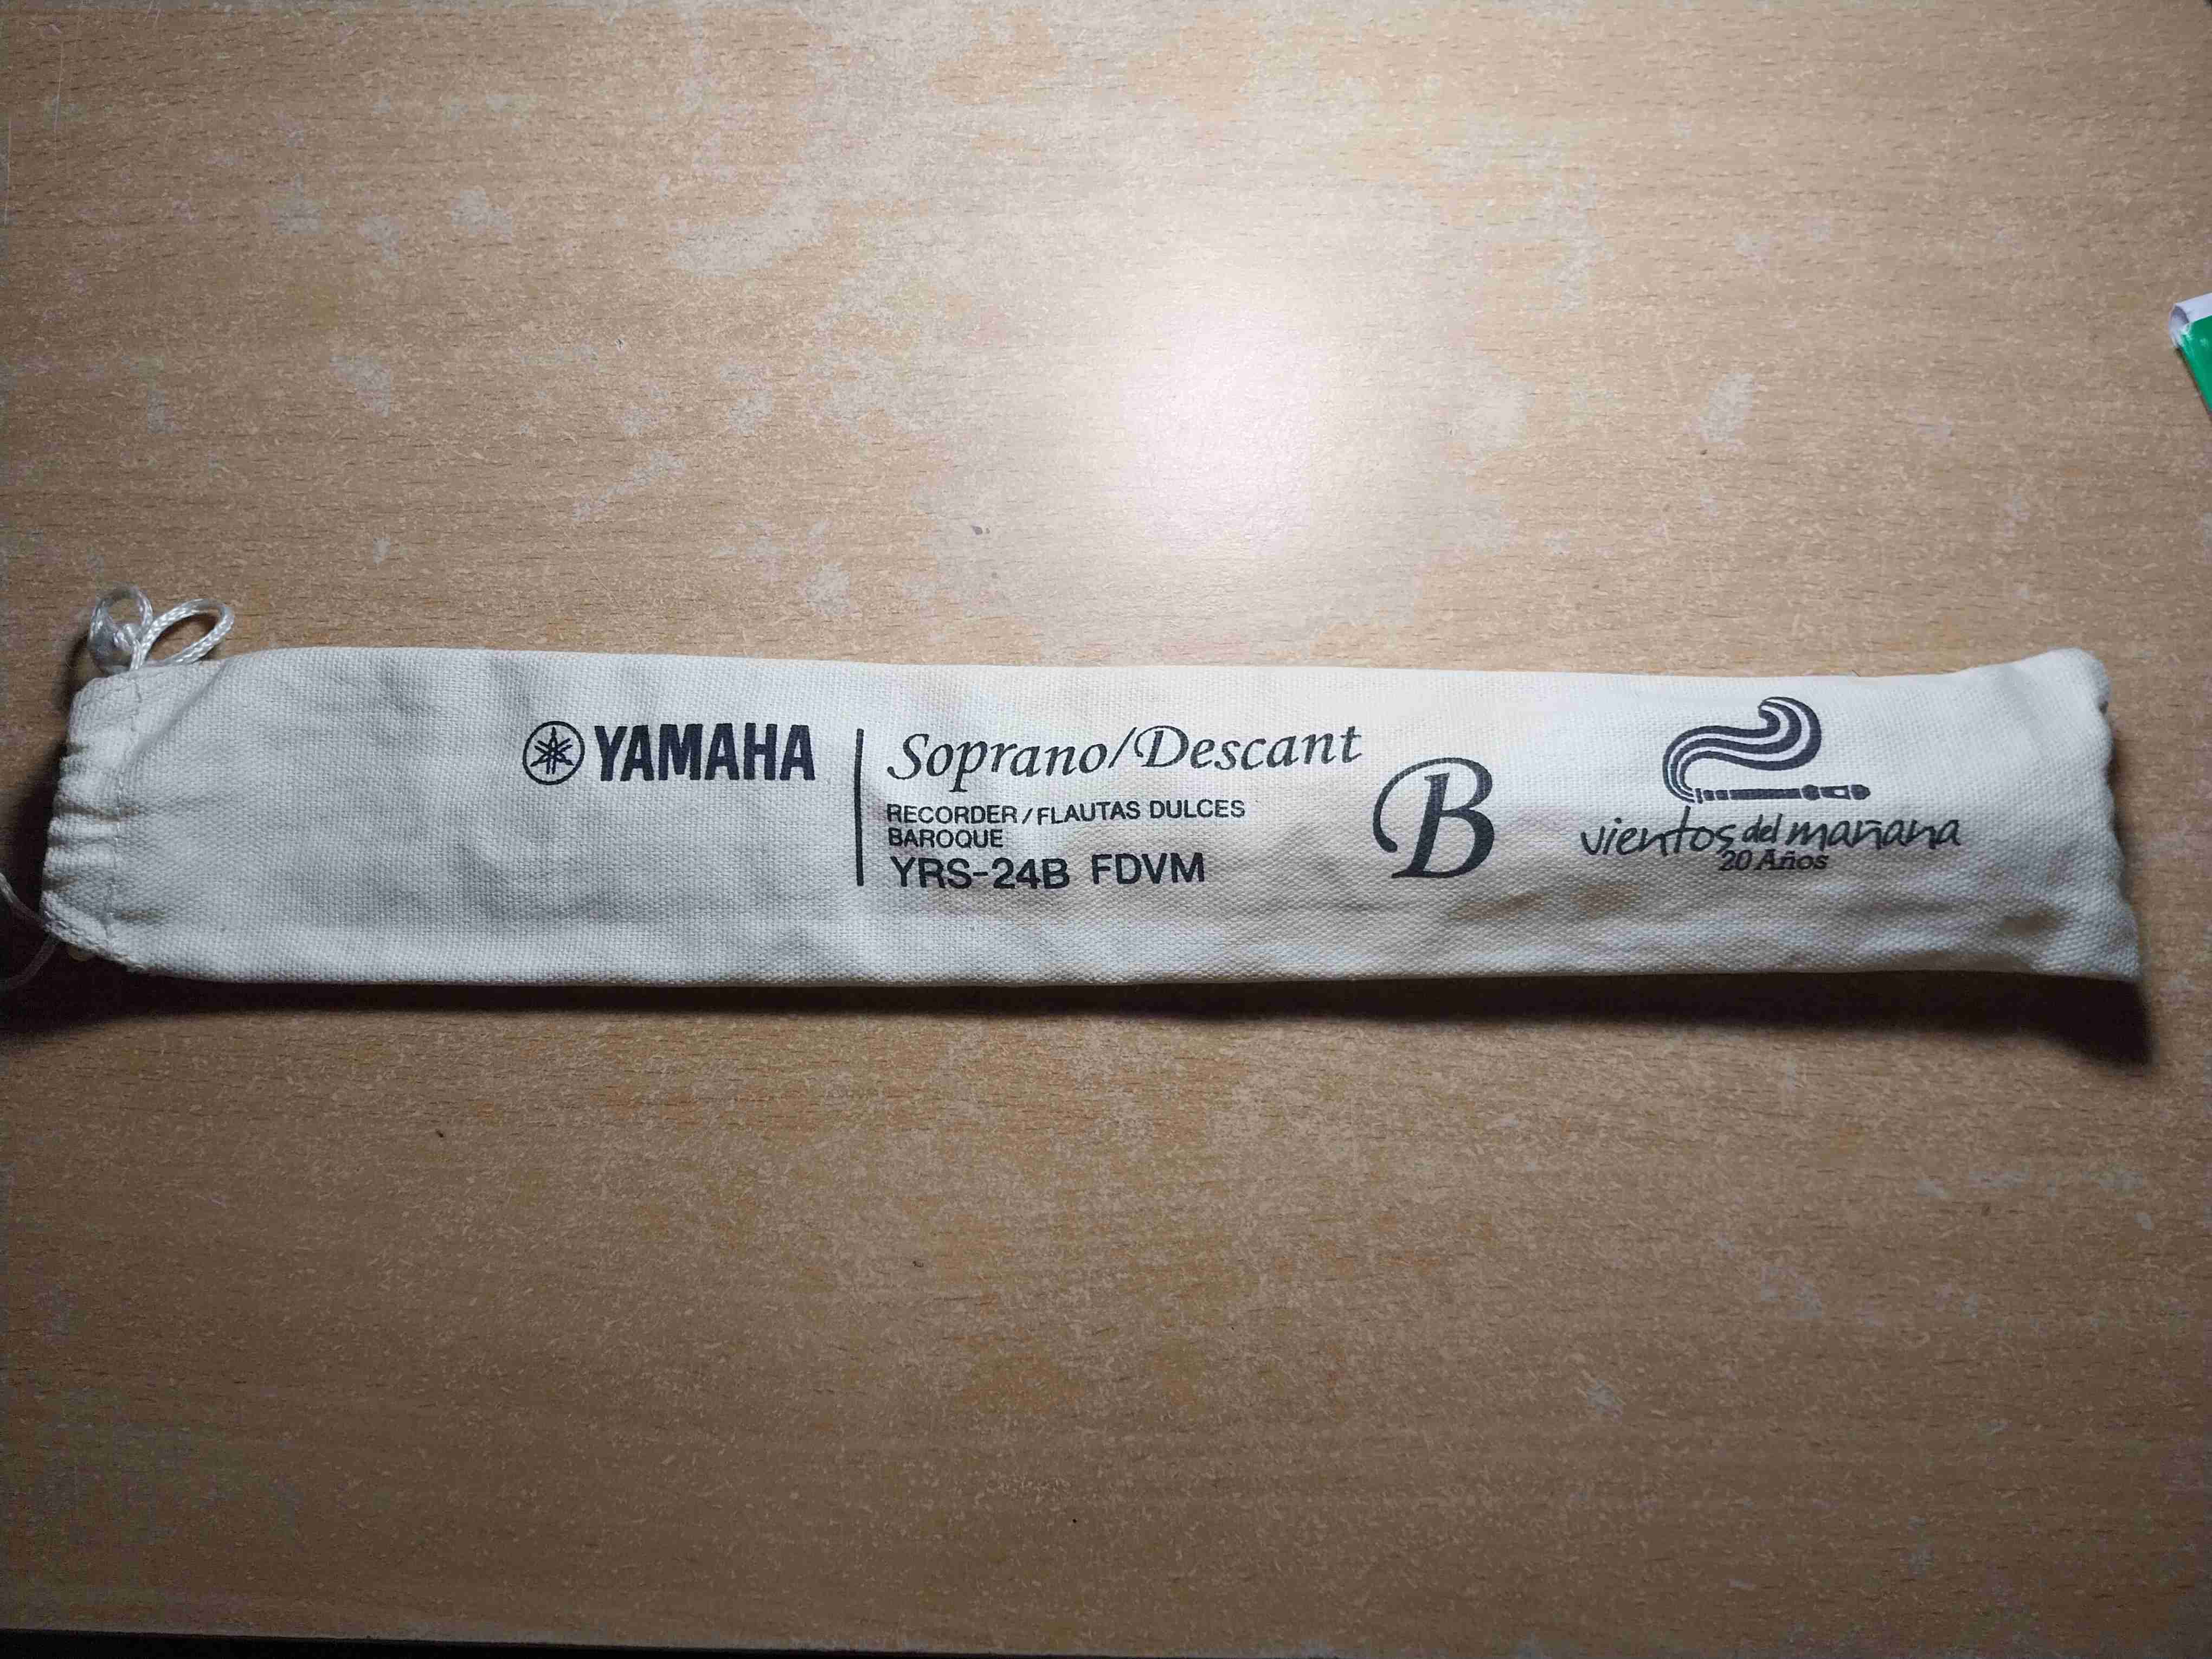 YAMAHA
Soprano/Descant
RECORDER/FLAUTAS DULCES
BAROQUE
YRS-24B FDVM
B
vientos del mañana
20 Años